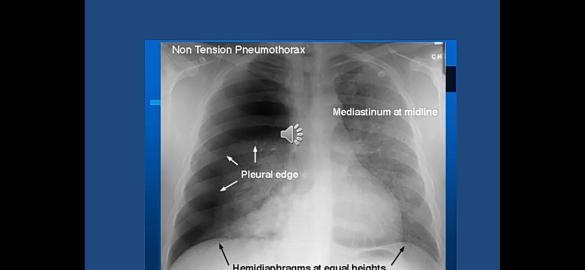 Non Tension Pneumothorax
Mediastinum at midline
Pleural edge
Hemidiaphragms at equal heights